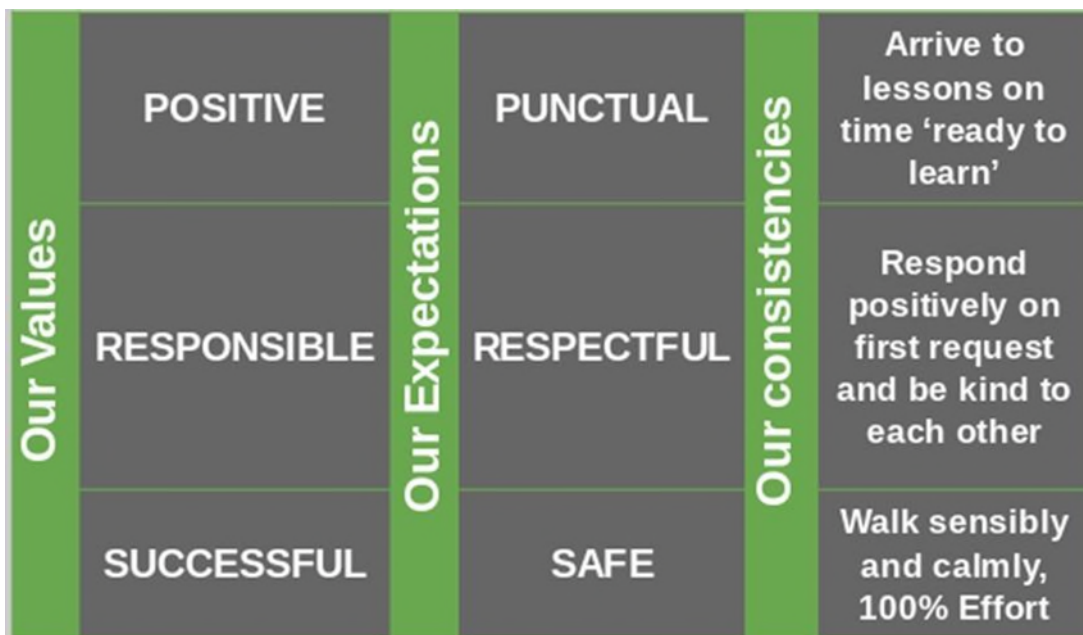 Our Values
POSITIVE
RESPONSIBLE
SUCCESSFUL
Our Expectations
PUNCTUAL
RESPECTFUL
SAFE
Our consistencies
Arrive to
lessons on
time ‘ready to
learn’
Respond
positively on
first request
and be kind to
each other
Walk sensibly
and calmly,
100% Effort